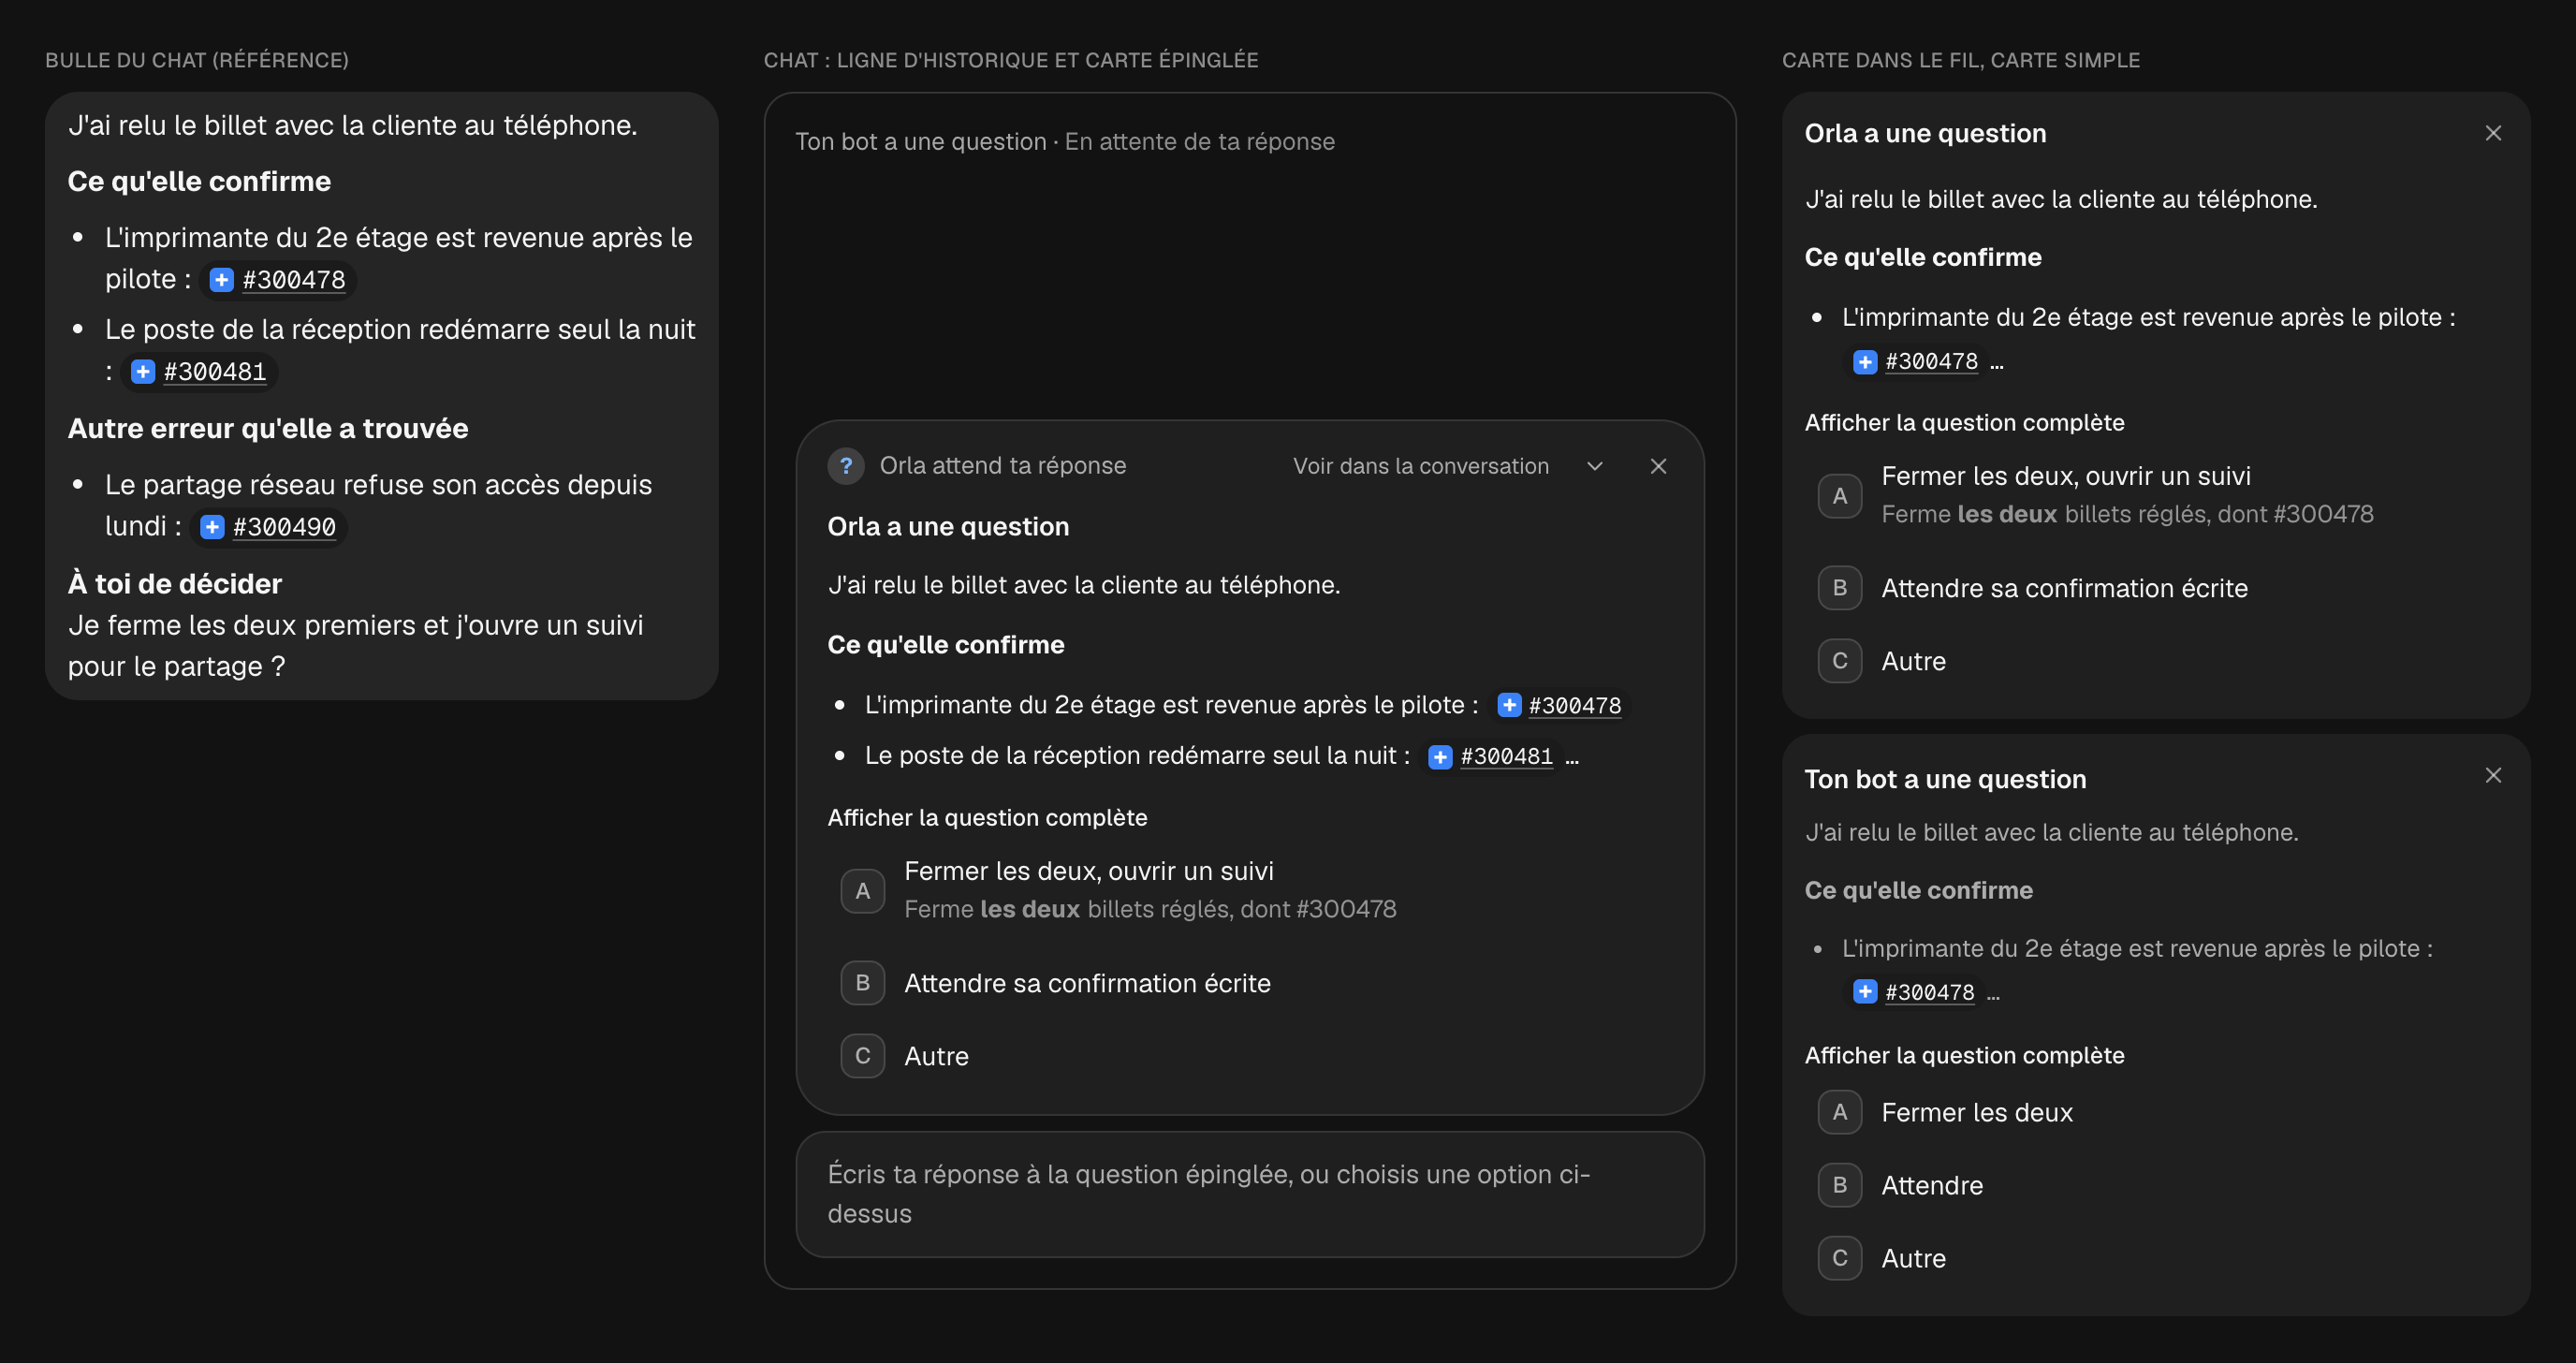 BULLE DU CHAT (RÉFÉRENCE)
J'ai relu le billet avec la cliente au téléphone.
Ce qu'elle confirme
• L'imprimante du 2e étage est revenue après le
pilote : #300478
• Le poste de la réception redémarre seul la nuit
: #300481
Autre erreur qu'elle a trouvée
• Le partage réseau refuse son accès depuis
lundi : #300490
À toi de décider
Je ferme les deux premiers et j'ouvre un suivi
pour le partage ?
CHAT : LIGNE D'HISTORIQUE ET CARTE ÉPINGLÉE
Ton bot a une question · En attente de ta réponse
? Orla attend ta réponse Voir dans la conversation
Orla a une question
J'ai relu le billet avec la cliente au téléphone.
Ce qu'elle confirme
• L'imprimante du 2e étage est revenue après le pilote : #300478
• Le poste de la réception redémarre seul la nuit : #300481 …
Afficher la question complète
A Fermer les deux, ouvrir un suivi
Ferme les deux billets réglés, dont #300478
B Attendre sa confirmation écrite
C Autre
Écris ta réponse à la question épinglée, ou choisis une option ci-
dessus
CARTE DANS LE FIL, CARTE SIMPLE
Orla a une question
J'ai relu le billet avec la cliente au téléphone.
Ce qu'elle confirme
• L'imprimante du 2e étage est revenue après le pilote :
#300478 …
Afficher la question complète
A Fermer les deux, ouvrir un suivi
Ferme les deux billets réglés, dont #300478
B Attendre sa confirmation écrite
C Autre
Ton bot a une question
J'ai relu le billet avec la cliente au téléphone.
Ce qu'elle confirme
• L'imprimante du 2e étage est revenue après le pilote :
#300478 …
Afficher la question complète
A Fermer les deux
B Attendre
C Autre